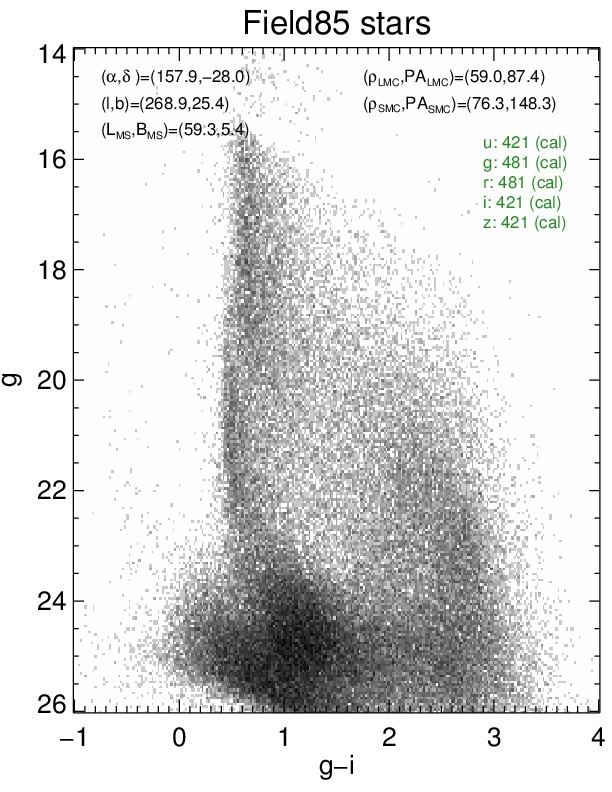 Field85 stars
(α,δ)=(157.9,−28.0)
(ρLMC,PALMC)=(59.0,87.4)
(l,b)=(268.9,25.4)
(ρSMC,PASMC)=(76.3,148.3)
(LMS,BMS)=(59.3,5.4)
u: 421 (cal)
g: 481 (cal)
r: 481 (cal)
i: 421 (cal)
z: 421 (cal)
g
14
16
18
20
22
24
26
−1 0 1 2 3 4
g−i